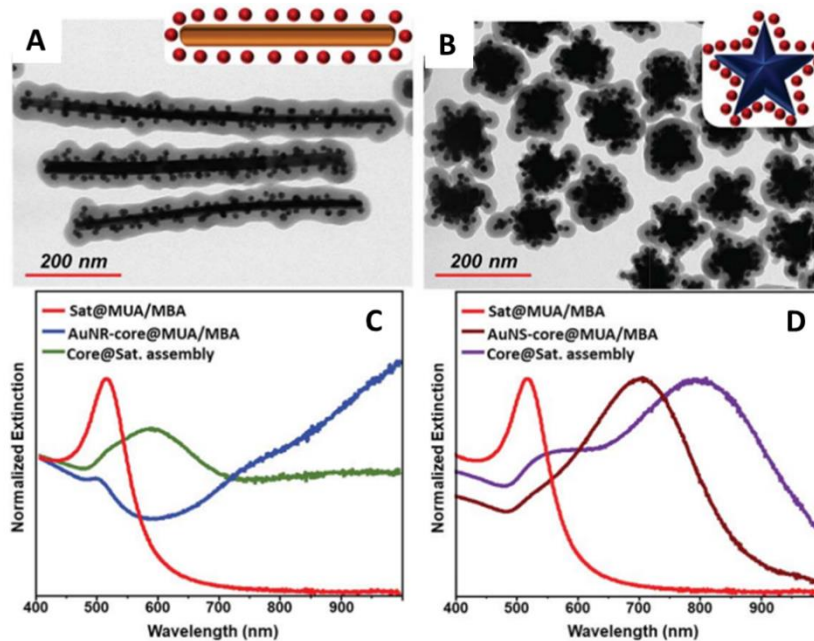 A
200 nm
B
200 nm
C
Sat@MUA/MBA
AuNR-core@MUA/MBA
Core@Sat. assembly
Normalized Extinction
400 500 600 700 800 900
Wavelength (nm)
D
Sat@MUA/MBA
AuNS-core@MUA/MBA
Core@Sat. assembly
Normalized Extinction
400 500 600 700 800 900
Wavelength (nm)